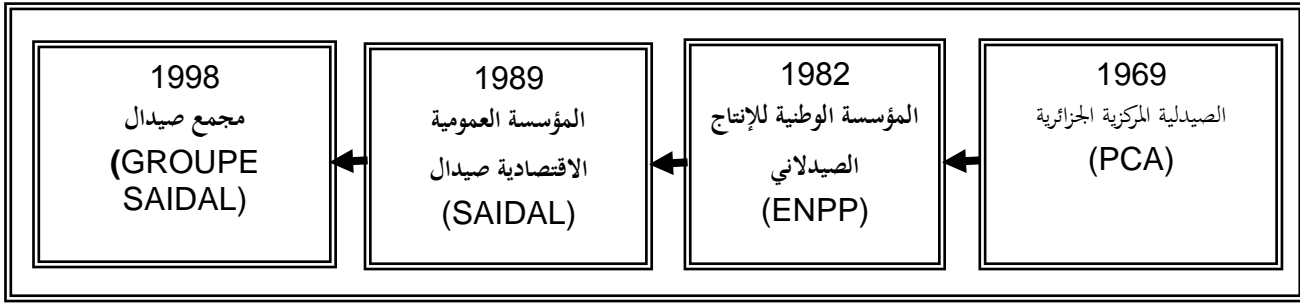 1969
الصيدلية المركزية الجزائرية
(PCA)
1982
المؤسسة الوطنية للإنتاج
الصيدلاني
(ENPP)
1989
المؤسسة العمومية
الاقتصادية صيدال
(SAIDAL)
1998
مجمع صيدال
(GROUPE
SAIDAL)